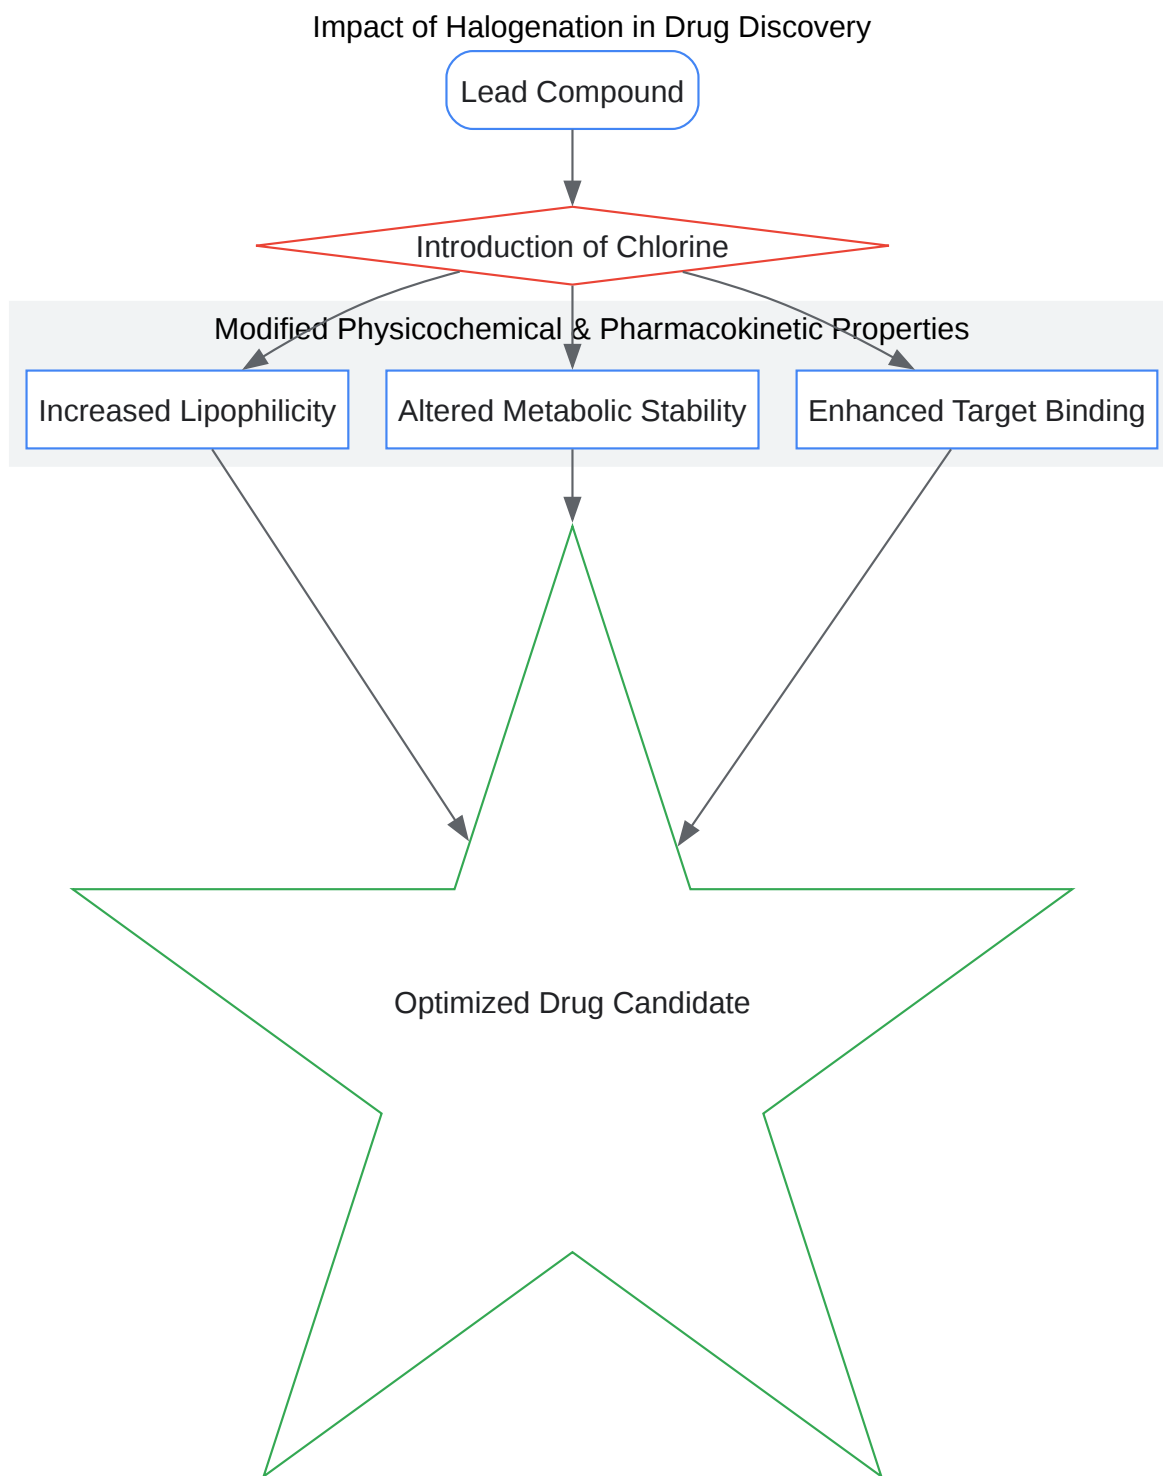 Impact of Halogenation in Drug Discovery
Lead Compound
Introduction of Chlorine
Modified Physicochemical & Pharmacokinetic Properties
Increased Lipophilicity
Altered Metabolic Stability
Enhanced Target Binding
Optimized Drug Candidate